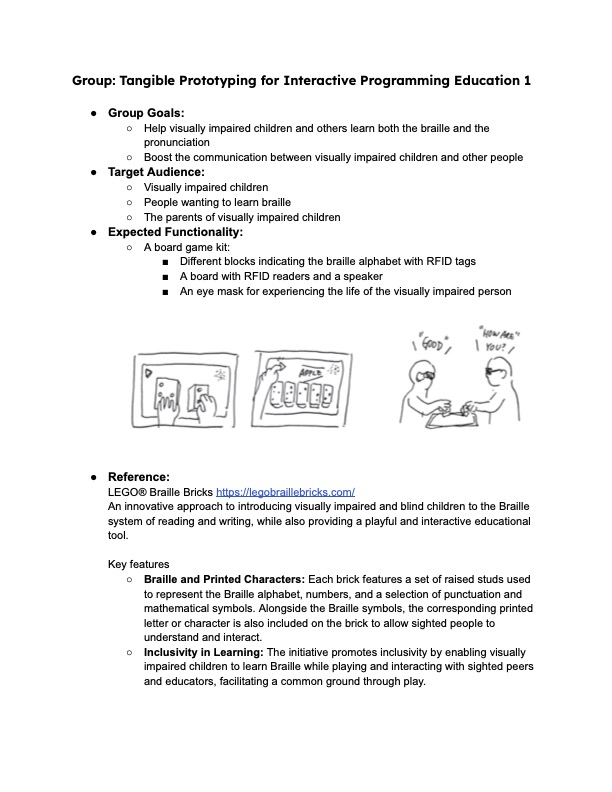 Group: Tangible Prototyping for Interactive Programming Education 1
● Group Goals:
○ Help visually impaired children and others learn both the braille and the
pronunciation
○ Boost the communication between visually impaired children and other people
● Target Audience:
○ Visually impaired children
○ People wanting to learn braille
○ The parents of visually impaired children
● Expected Functionality:
○ A board game kit:
■ Different blocks indicating the braille alphabet with RFID tags
■ A board with RFID readers and a speaker
■ An eye mask for experiencing the life of the visually impaired person
APPLE
"GOOD"
"HOW ARE
YOU?"
● Reference:
LEGO® Braille Bricks https://legobraillebricks.com/
An innovative approach to introducing visually impaired and blind children to the Braille
system of reading and writing, while also providing a playful and interactive educational
tool.
Key features
○ Braille and Printed Characters: Each brick features a set of raised studs used
to represent the Braille alphabet, numbers, and a selection of punctuation and
mathematical symbols. Alongside the Braille symbols, the corresponding printed
letter or character is also included on the brick to allow sighted people to
understand and interact.
○ Inclusivity in Learning: The initiative promotes inclusivity by enabling visually
impaired children to learn Braille while playing and interacting with sighted peers
and educators, facilitating a common ground through play.